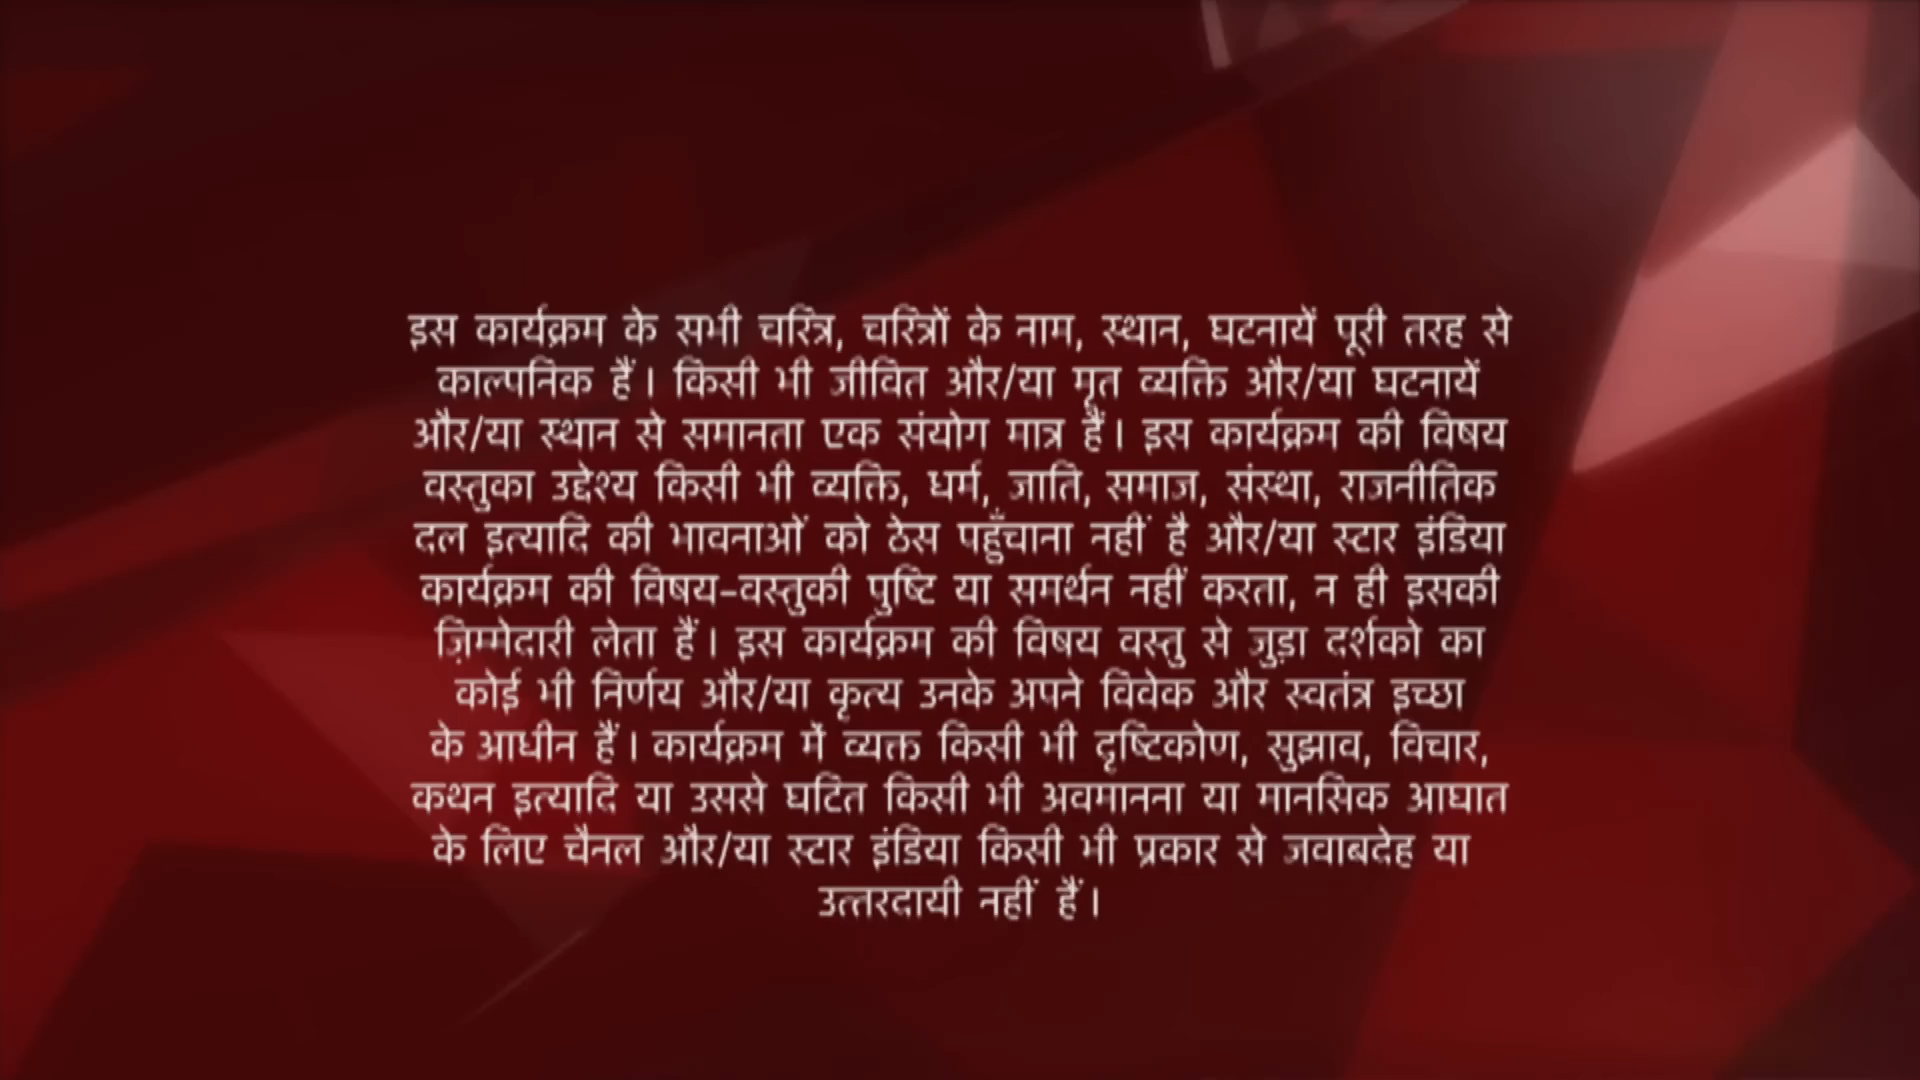 इस कार्यक्रम के सभी चरित्र, चरित्रों के नाम, स्थान, घटनायें पूरी तरह से
काल्पनिक हैं। किसी भी जीवित और/या मृत व्यक्ति और/या घटनायें
और/या स्थान से समानता एक संयोग मात्र हैं। इस कार्यक्रम की विषय
वस्तुका उद्देश्य किसी भी व्यक्ति, धर्म, जाति, समाज, संस्था, राजनीतिक
दल इत्यादि की भावनाओं को ठेस पहुँचाना नहीं है और/या स्टार इंडिया
कार्यक्रम की विषय-वस्तुकी पुष्टि या समर्थन नहीं करता, न ही इसकी
ज़िम्मेदारी लेता हैं। इस कार्यक्रम की विषय वस्तु से जुड़ा दर्शको का
कोई भी निर्णय और/या कृत्य उनके अपने विवेक और स्वतंत्र इच्छा
के आधीन हैं। कार्यक्रम में व्यक्त किसी भी दृष्टिकोण, सुझाव, विचार,
कथन इत्यादि या उससे घटित किसी भी अवमानना या मानसिक आघात
के लिए चैनल और/या स्टार इंडिया किसी भी प्रकार से जवाबदेह या
उत्तरदायी नहीं हैं।